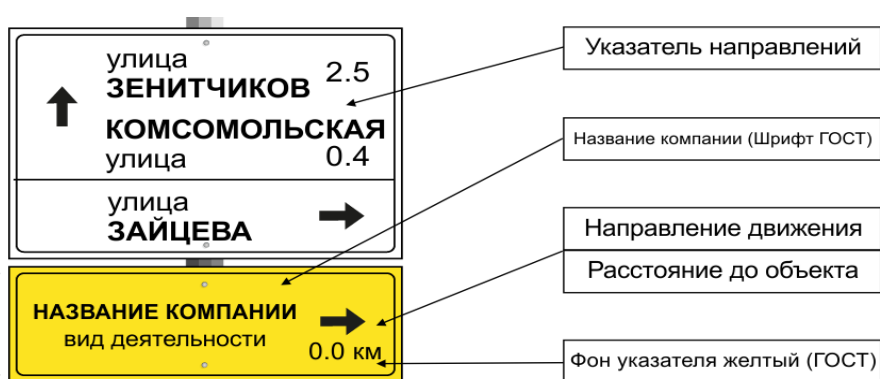 улица
ЗЕНИТЧИКОВ 2.5
КОМСОМОЛЬСКАЯ
улица 0.4
улица
ЗАЙЦЕВА
НАЗВАНИЕ КОМПАНИИ
вид деятельности
0.0 км
Указатель направлений
Название компании (Шрифт ГОСТ)
Направление движения
Расстояние до объекта
Фон указателя желтый (ГОСТ)